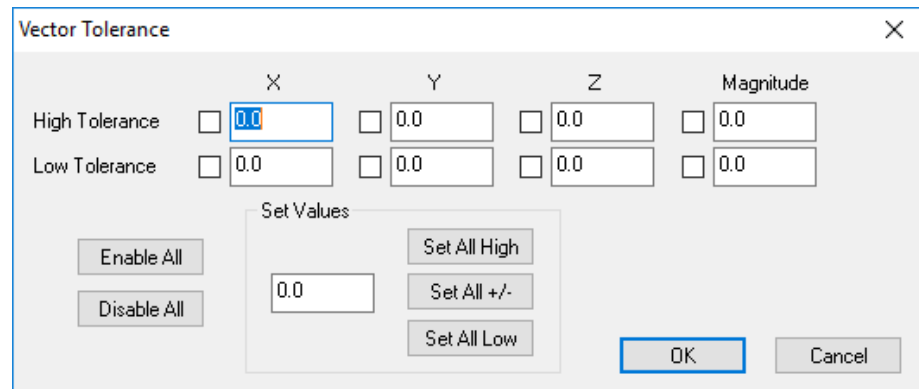 Vector Tolerance
X Y Z Magnitude
High Tolerance 0.0 0.0 0.0 0.0
Low Tolerance 0.0 0.0 0.0 0.0
Set Values
Enable All
Disable All
0.0
Set All High
Set All +/-
Set All Low
OK Cancel